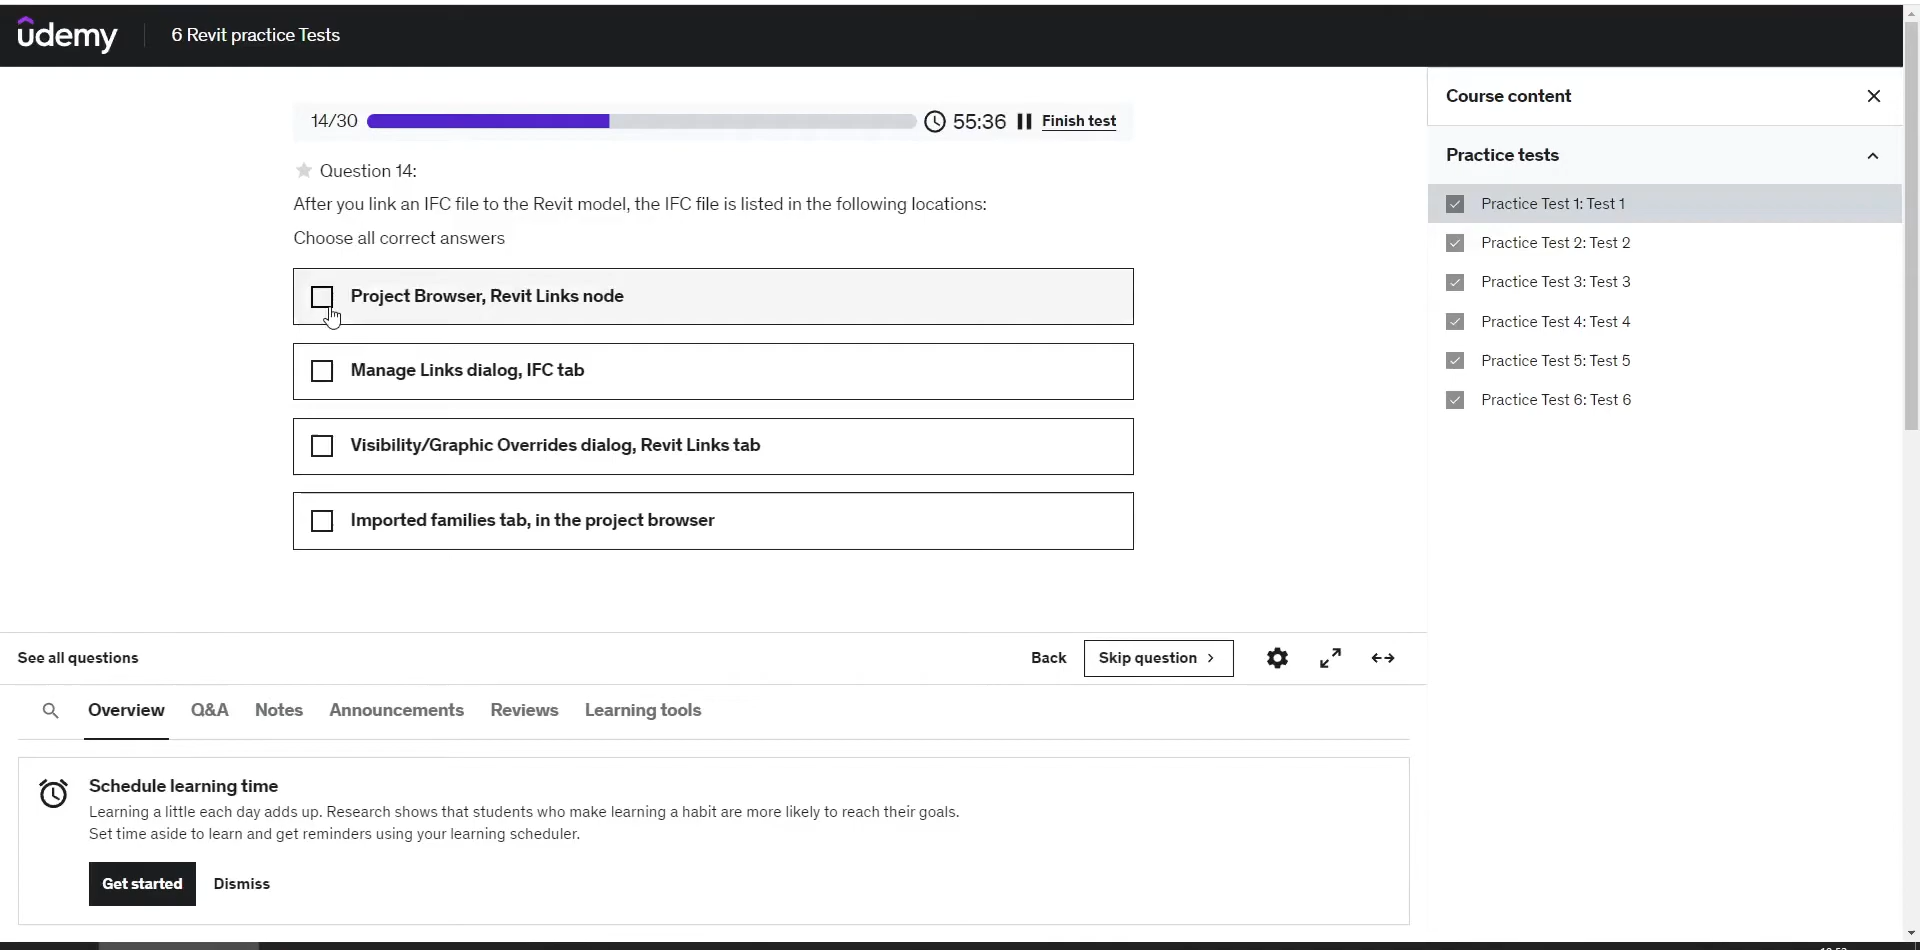 udemy
6 Revit practice Tests
14/30
55:36
Finish test
Question 14:
After you link an IFC file to the Revit model, the IFC file is listed in the following locations:
Choose all correct answers
Project Browser, Revit Links node
Manage Links dialog, IFC tab
Visibility/Graphic Overrides dialog, Revit Links tab
Imported families tab, in the project browser
See all questions
Back
Skip question
Overview
Q&A
Notes
Announcements
Reviews
Learning tools
Schedule learning time
Learning a little each day adds up. Research shows that students who make learning a habit are more likely to reach their goals.
Set time aside to learn and get reminders using your learning scheduler.
Get started
Dismiss
Course content
Practice tests
Practice Test 1: Test 1
Practice Test 2: Test 2
Practice Test 3: Test 3
Practice Test 4: Test 4
Practice Test 5: Test 5
Practice Test 6: Test 6